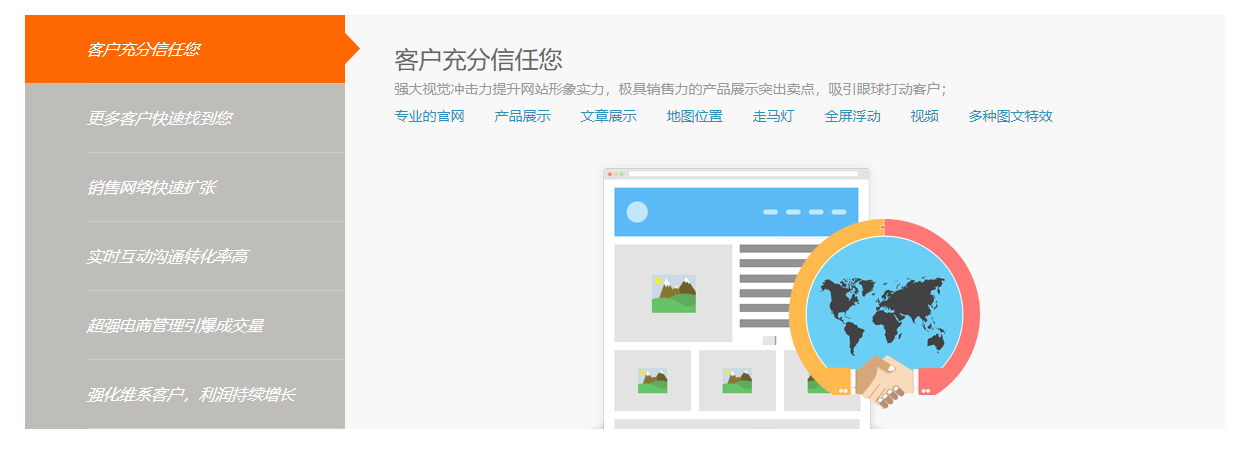 客户充分信任您
更多客户快速找到您
销售网络快速扩张
实时互动沟通转化率高
超强电商管理引爆成交量
强化维系客户，利润持续增长
客户充分信任您
强大视觉冲击力提升网站形象实力，极具销售力的产品展示突出卖点，吸引眼球打动客户；
专业的官网 产品展示 文章展示 地图位置 走马灯 全屏浮动 视频 多种图文特效